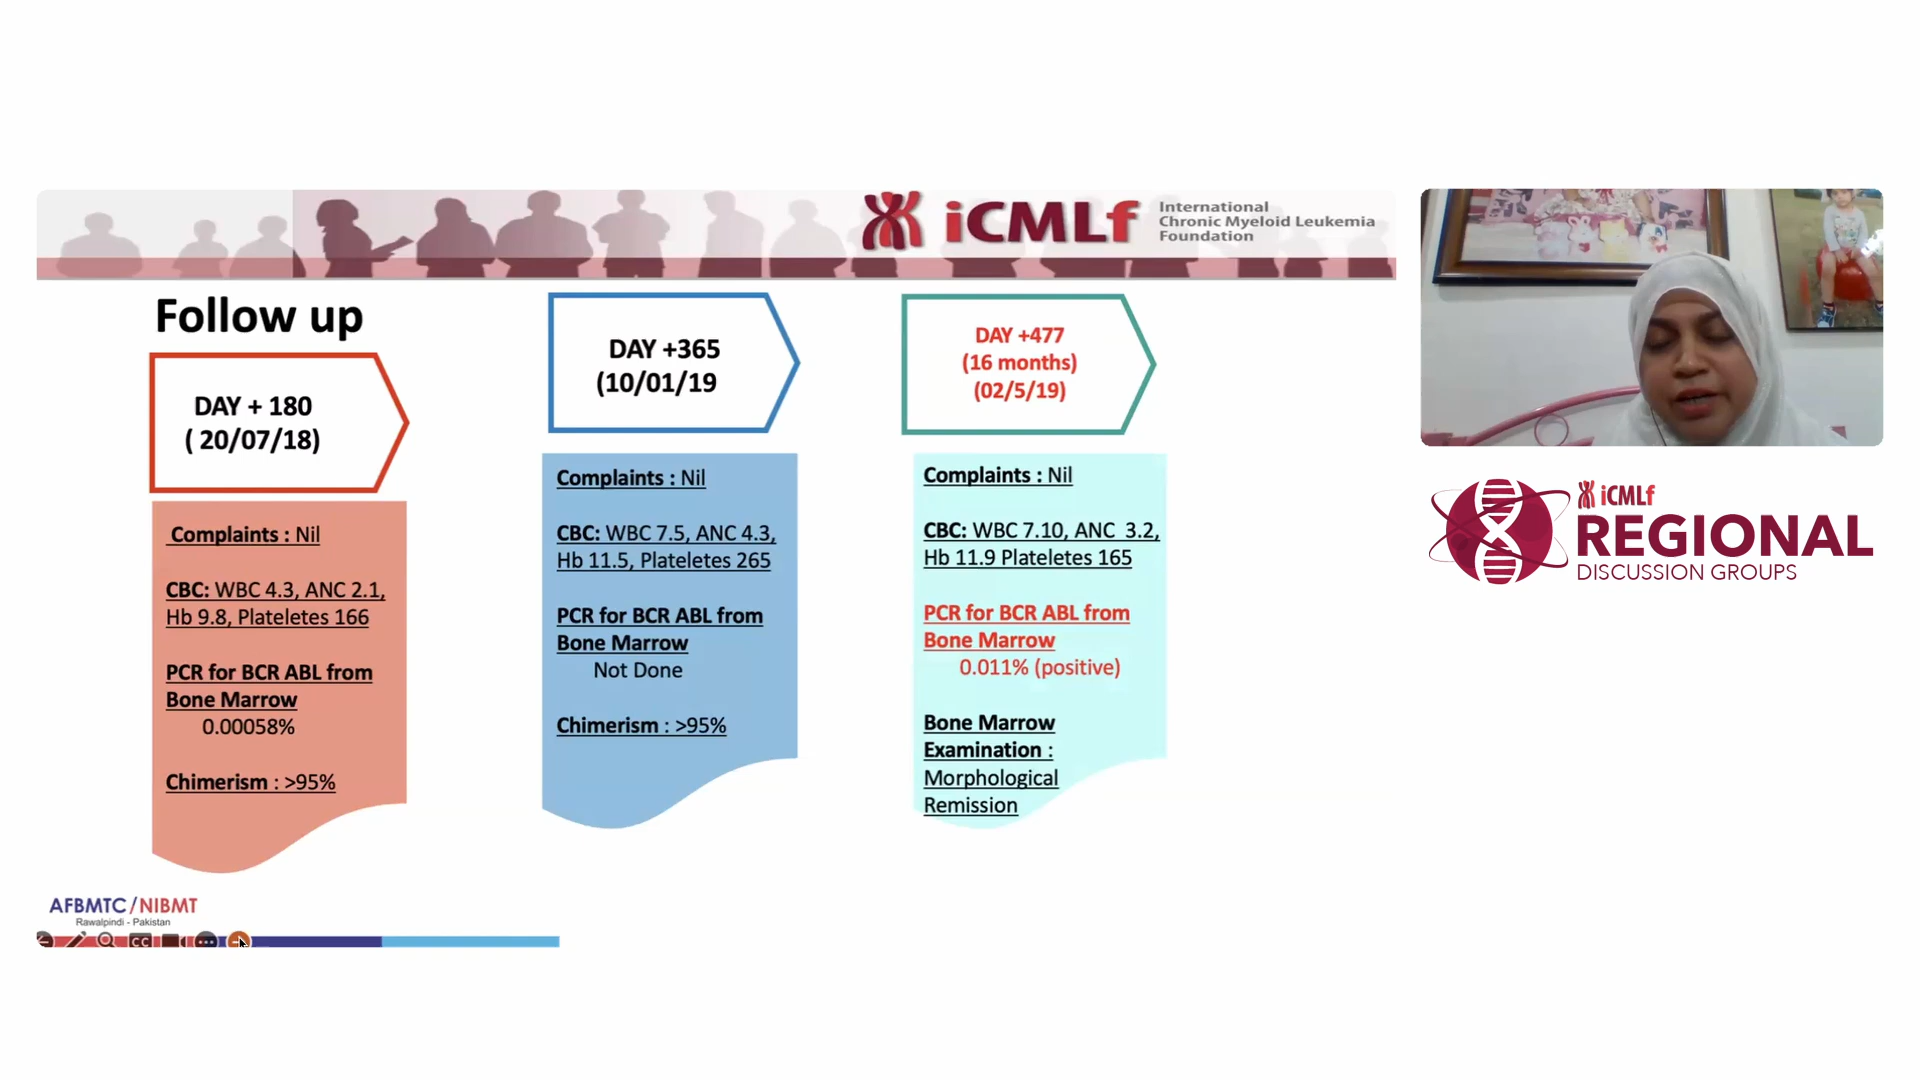 iCMLf
International
Chronic Myeloid Leukemia
Foundation
Follow up
DAY + 180
( 20/07/18)
Complaints : Nil
CBC: WBC 4.3, ANC 2.1,
Hb 9.8, Plateletes 166
PCR for BCR ABL from
Bone Marrow
0.00058%
Chimerism : >95%
DAY +365
(10/01/19
Complaints : Nil
CBC: WBC 7.5, ANC 4.3,
Hb 11.5, Plateletes 265
PCR for BCR ABL from
Bone Marrow
Not Done
Chimerism : >95%
DAY +477
(16 months)
(02/5/19)
Complaints : Nil
CBC: WBC 7.10, ANC 3.2,
Hb 11.9 Plateletes 165
PCR for BCR ABL from
Bone Marrow
0.011% (positive)
Bone Marrow
Examination :
Morphological
Remission
AFBMTC/NIBMT
Rawalpindi - Pakistan
CC
iCMLf
REGIONAL
DISCUSSION GROUPS